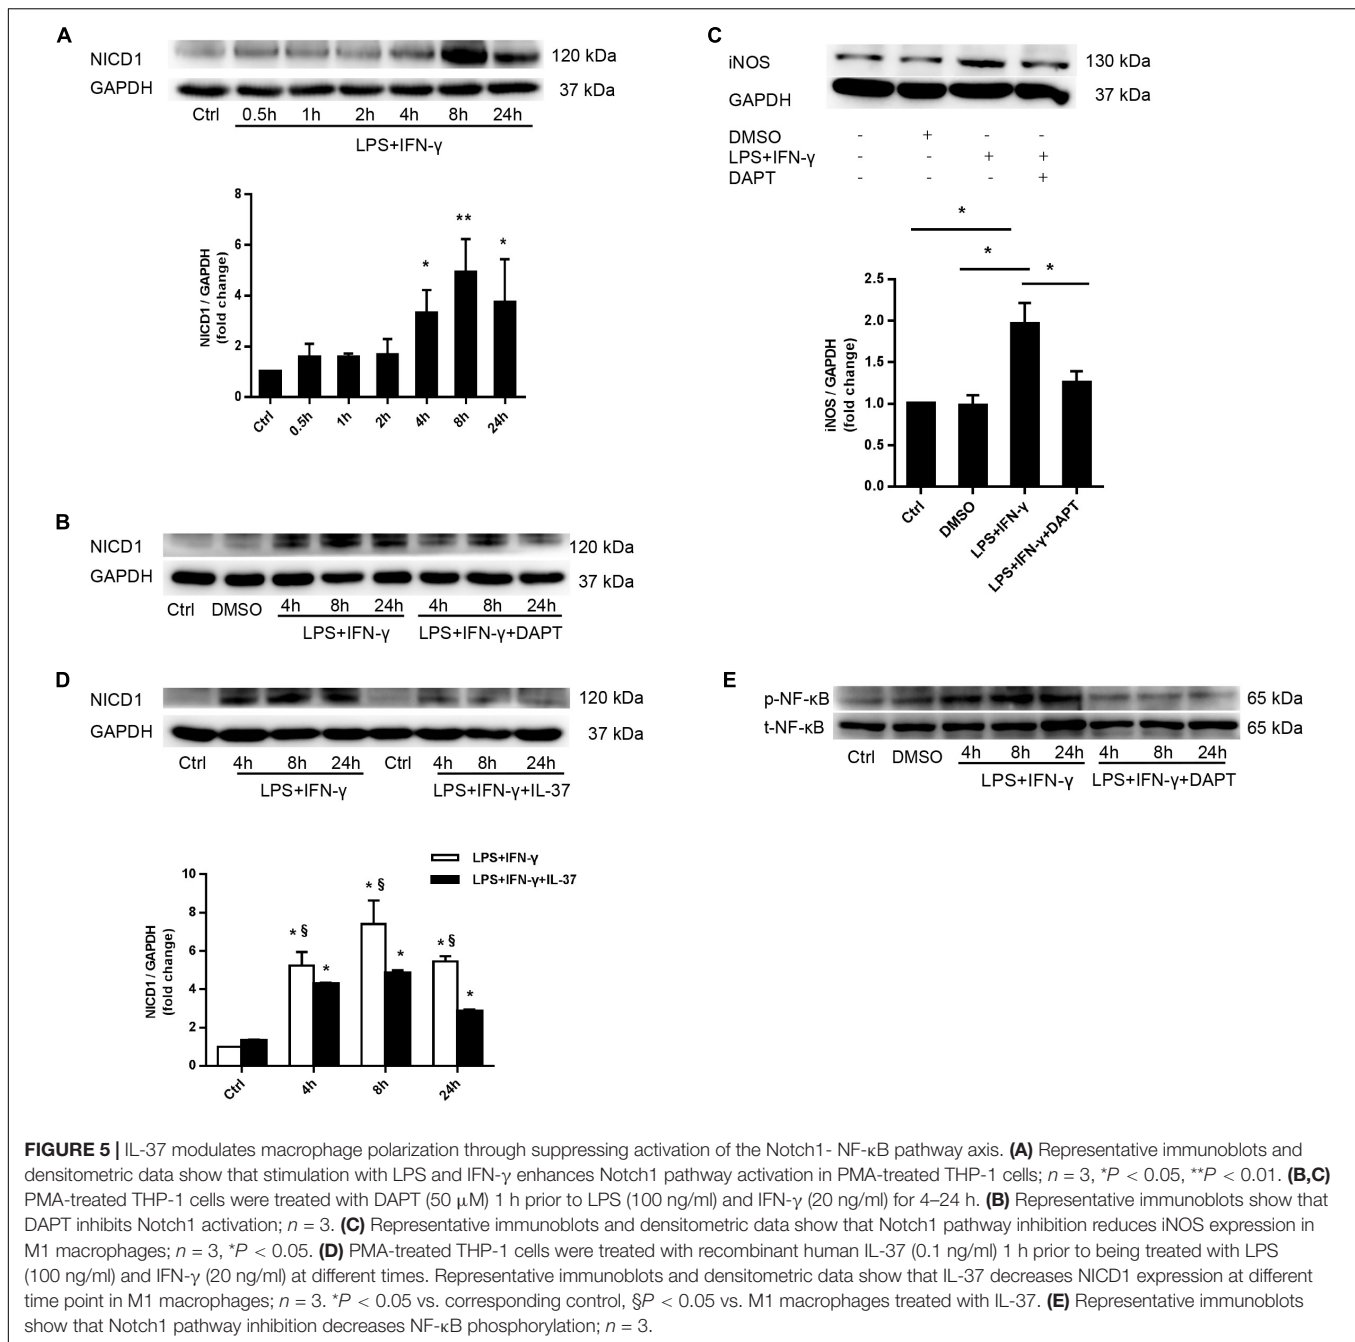 A
NICD1
120 kDa
GAPDH
37 kDa
Ctrl 0.5h 1h 2h 4h 8h 24h
LPS+IFN-γ
NICD1 / GAPDH
(fold change)
8
6
4
2
0
** 
* *
Ctrl 0.5h 1h 2h 4h 8h 24h
C
iNOS
130 kDa
GAPDH
37 kDa
DMSO - + - -
LPS+IFN-γ - - + +
DAPT - - - +
*
* *
iNOS / GAPDH
(fold change)
2.5
2.0
1.5
1.0
0.5
0.0
Ctrl DMSO LPS+IFN-γ LPS+IFN-γ+DAPT
B
NICD1
120 kDa
GAPDH
37 kDa
Ctrl DMSO 4h 8h 24h 4h 8h 24h
LPS+IFN-γ LPS+IFN-γ+DAPT
D
NICD1
120 kDa
GAPDH
37 kDa
Ctrl 4h 8h 24h Ctrl 4h 8h 24h
LPS+IFN-γ LPS+IFN-γ+IL-37
LPS+IFN-γ
LPS+IFN-γ+IL-37
NICD1 / GAPDH
(fold change)
10
8
6
4
2
0
* § * * § * * § *
Ctrl 4h 8h 24h
E
p-NF-κB
65 kDa
t-NF-κB
65 kDa
Ctrl DMSO 4h 8h 24h 4h 8h 24h
LPS+IFN-γ LPS+IFN-γ+DAPT
FIGURE 5 | IL-37 modulates macrophage polarization through suppressing activation of the Notch1- NF-κB pathway axis. (A) Representative immunoblots and
densitometric data show that stimulation with LPS and IFN-γ enhances Notch1 pathway activation in PMA-treated THP-1 cells; n = 3, *P < 0.05, **P < 0.01. (B,C)
PMA-treated THP-1 cells were treated with DAPT (50 μM) 1 h prior to LPS (100 ng/ml) and IFN-γ (20 ng/ml) for 4–24 h. (B) Representative immunoblots show that
DAPT inhibits Notch1 activation; n = 3. (C) Representative immunoblots and densitometric data show that Notch1 pathway inhibition reduces iNOS expression in
M1 macrophages; n = 3, *P < 0.05. (D) PMA-treated THP-1 cells were treated with recombinant human IL-37 (0.1 ng/ml) 1 h prior to being treated with LPS
(100 ng/ml) and IFN-γ (20 ng/ml) at different times. Representative immunoblots and densitometric data show that IL-37 decreases NICD1 expression at different
time point in M1 macrophages; n = 3. *P < 0.05 vs. corresponding control, §P < 0.05 vs. M1 macrophages treated with IL-37. (E) Representative immunoblots
show that Notch1 pathway inhibition decreases NF-κB phosphorylation; n = 3.